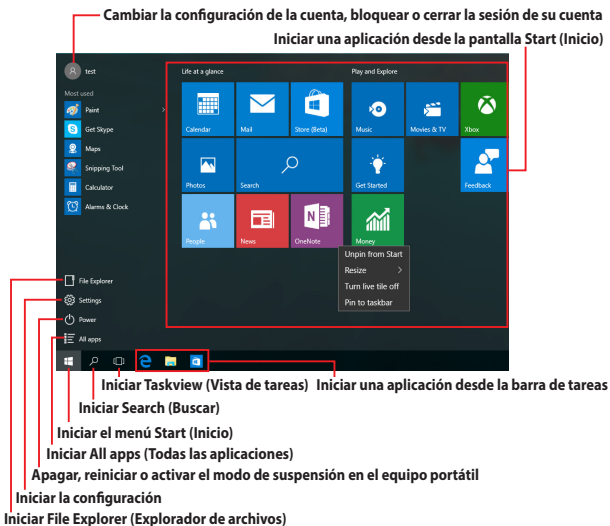 Cambiar la configuración de la cuenta, bloquear o cerrar la sesión de su cuenta
Iniciar una aplicación desde la pantalla Start (Inicio)
test
Life at a glance
Play and Explore
Most used
Paint
Get Skype
Maps
Snipping Tool
Calculator
Alarms & Clock
Calendar
Mail
Store (Beta)
Music
Movies & TV
Xbox
Photos
Search
Get Started
Feedback
People
News
OneNote
Money
Unpin from Start
Resize
Turn live tile off
Pin to taskbar
File Explorer
Settings
Power
All apps
Iniciar Taskview (Vista de tareas)
Iniciar una aplicación desde la barra de tareas
Iniciar Search (Buscar)
Iniciar el menú Start (Inicio)
Iniciar All apps (Todas las aplicaciones)
Apagar, reiniciar o activar el modo de suspensión en el equipo portátil
Iniciar la configuración
Iniciar File Explorer (Explorador de archivos)